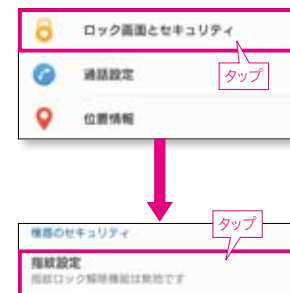 ロック画面とセキュリティ
タップ
通話設定
位置情報
タップ
機器のセキュリティ
指紋設定
指紋ロック解除機能は無効です